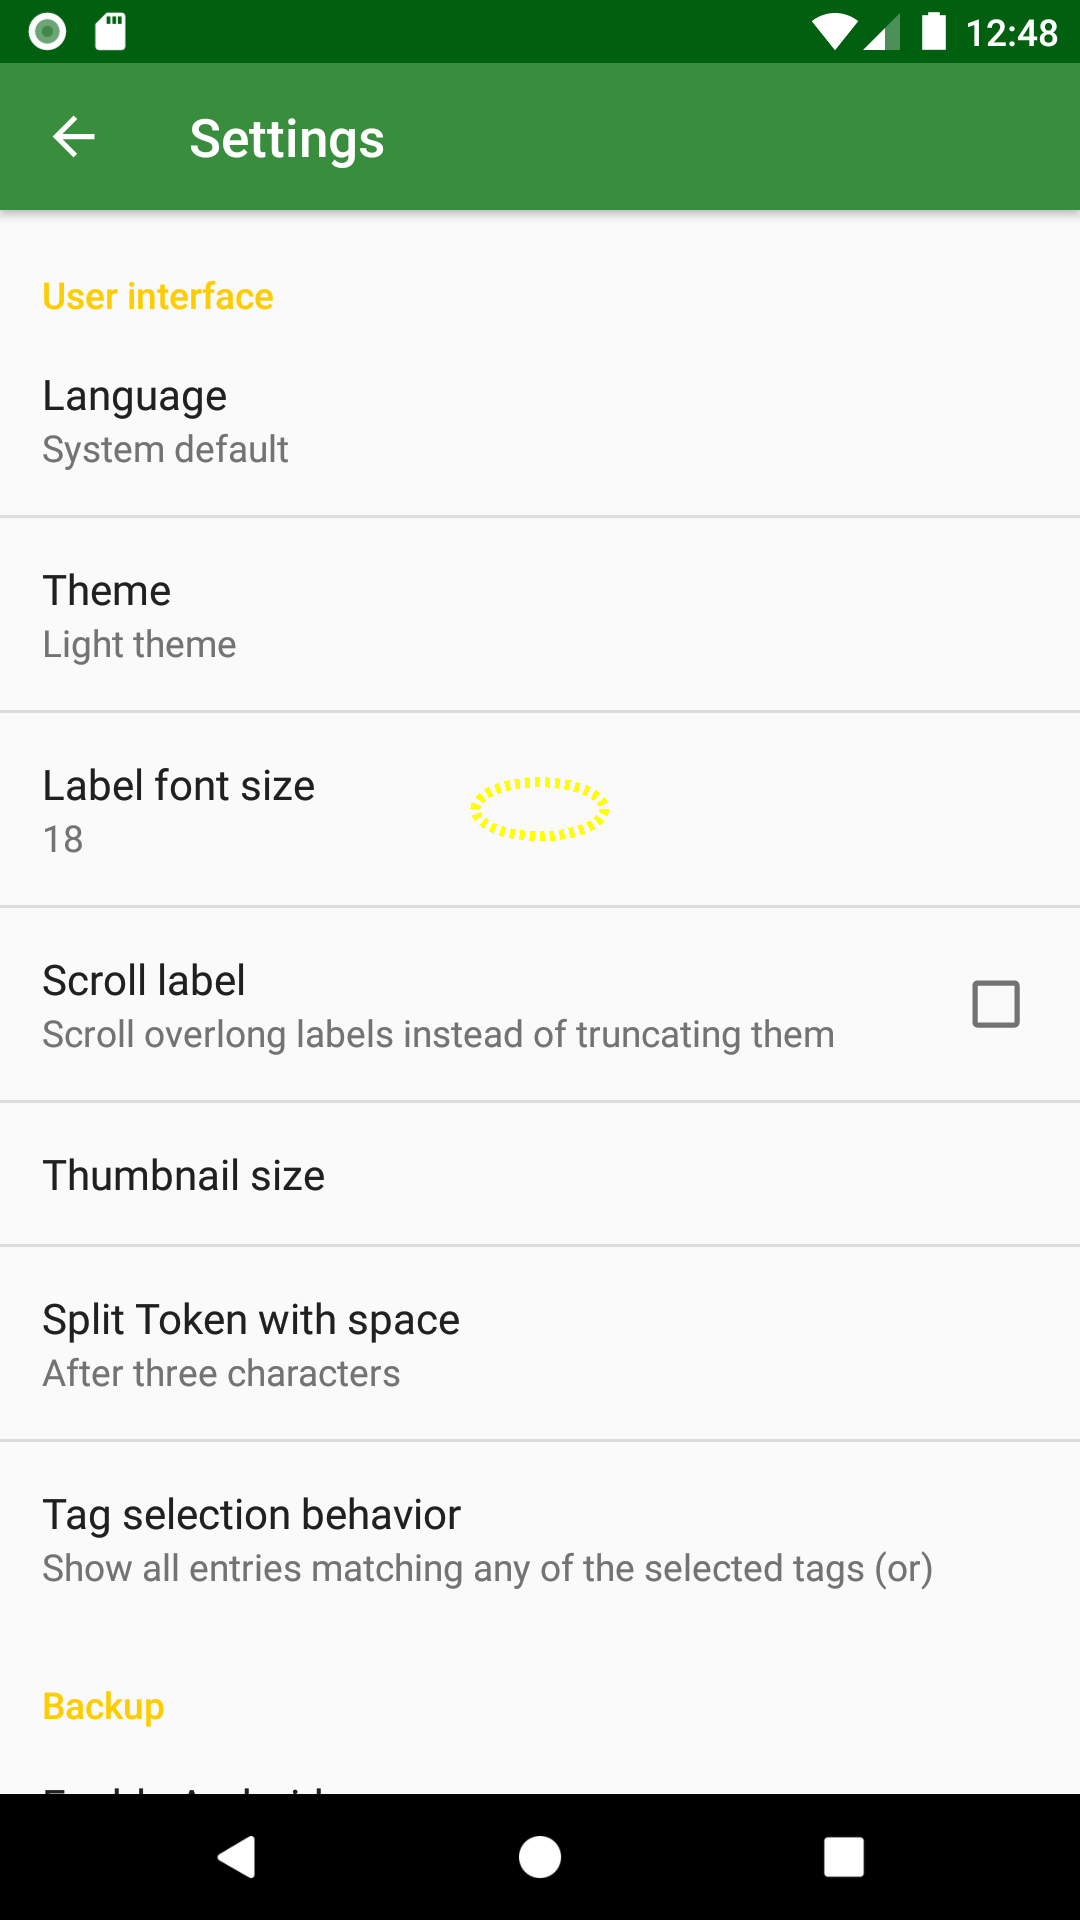 12:48
Settings
User interface
Language
System default
Theme
Light theme
Label font size
18
Scroll label
Scroll overlong labels instead of truncating them
Thumbnail size
Split Token with space
After three characters
Tag selection behavior
Show all entries matching any of the selected tags (or)
Backup